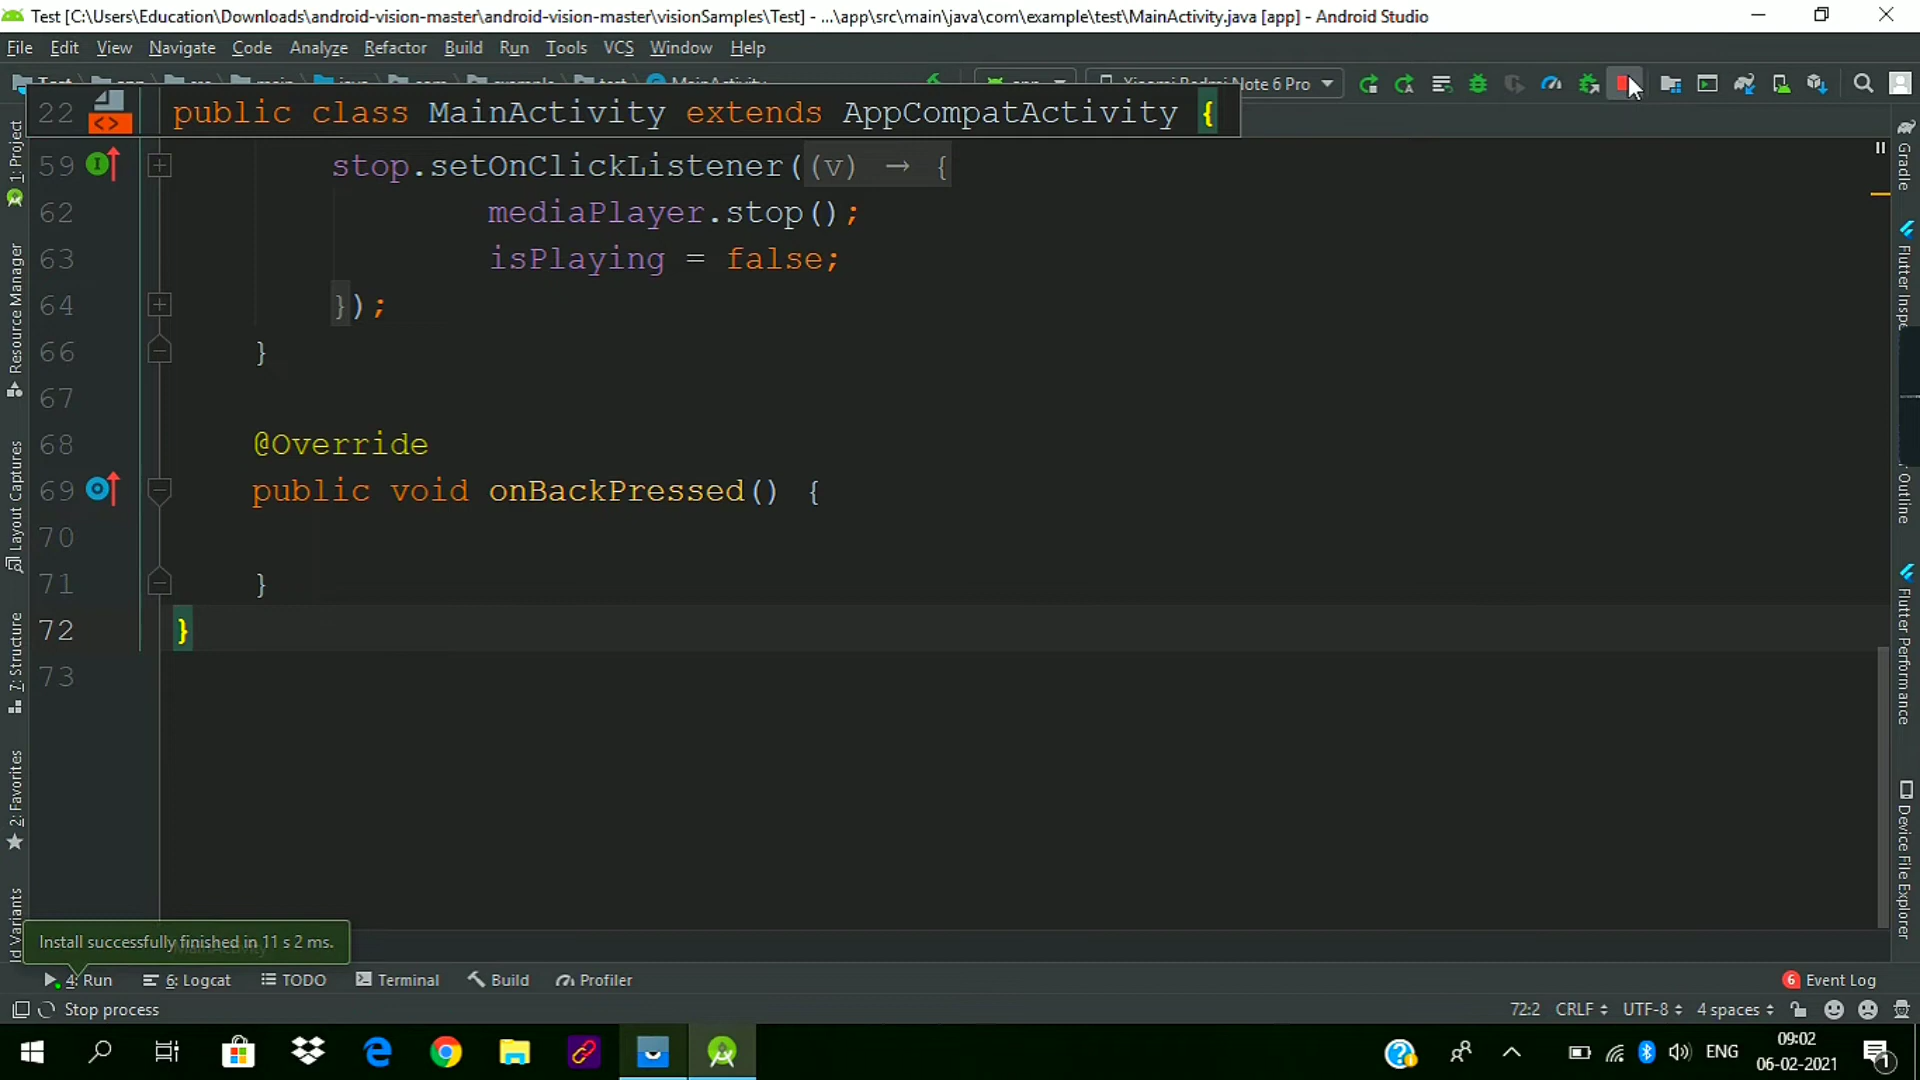 Test [C:\Users\Education\Downloads\android-vision-master\android-vision-master\visionSamples\Test] - ...\app\src\main\java\com\example\test\MainActivity.java [app] - Android Studio
File Edit View Navigate Code Analyze Refactor Build Run Tools VCS Window Help
Xiaomi Redmi Note 6 Pro
22 public class MainActivity extends AppCompatActivity {
59 stop.setOnClickListener((v) → {
62 mediaPlayer.stop();
63 isPlaying = false;
64 });
66 }
67
68 @Override
69 public void onBackPressed() {
70
71 }
72 }
73
1: Project
Resource Manager
Layout Captures
7: Structure
2: Favorites
ld Variants
Gradle
Flutter Inspe
Outline
Flutter Performance
Device File Explorer
Install successfully finished in 11 s 2 ms.
4: Run 6: Logcat TODO Terminal Build Profiler 6 Event Log
Stop process 72:2 CRLF UTF-8 4 spaces
ENG 09:02
06-02-2021 1